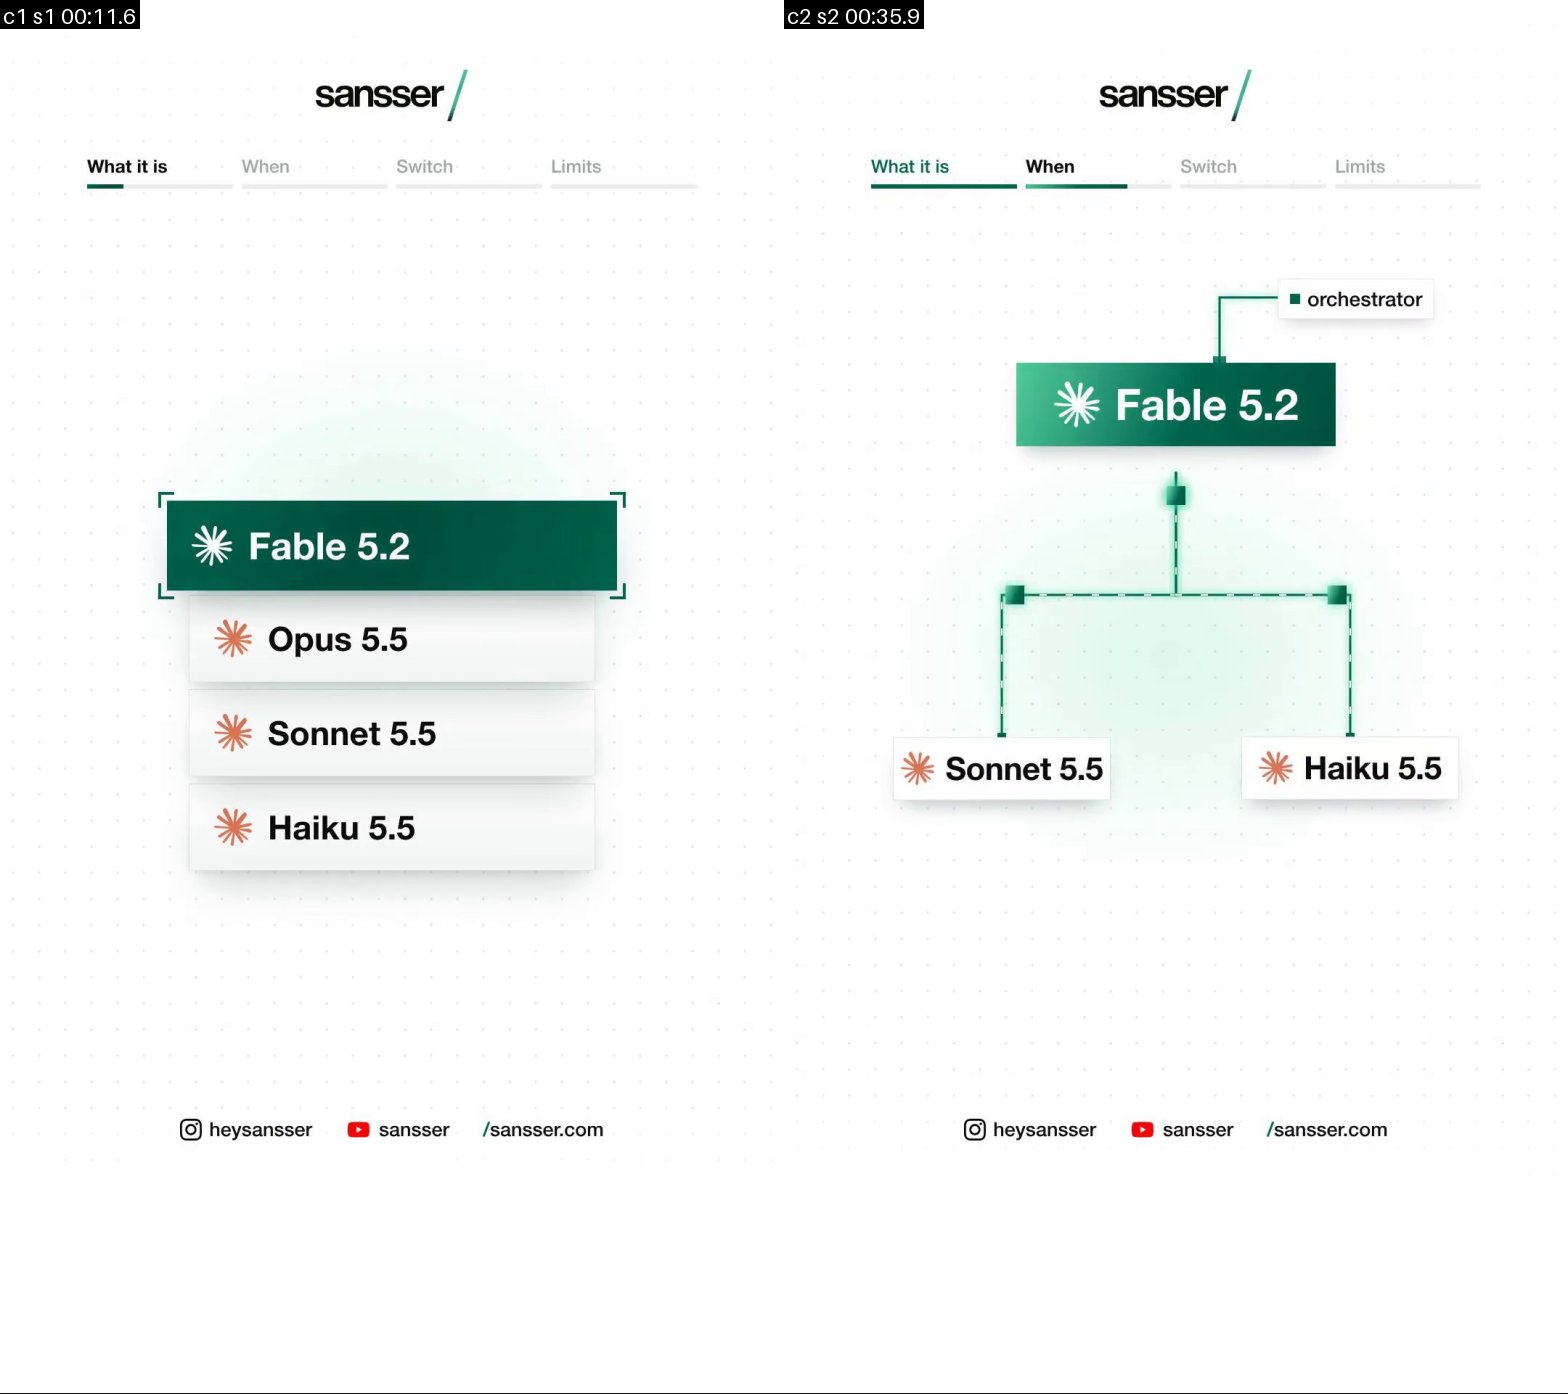 c1 s1 00:11.6
sansser/
What it is When Switch Limits
Fable 5.2
Opus 5.5
Sonnet 5.5
Haiku 5.5
heysansser sansser /sansser.com
c2 s2 00:35.9
sansser/
What it is When Switch Limits
orchestrator
Fable 5.2
Sonnet 5.5 Haiku 5.5
heysansser sansser /sansser.com